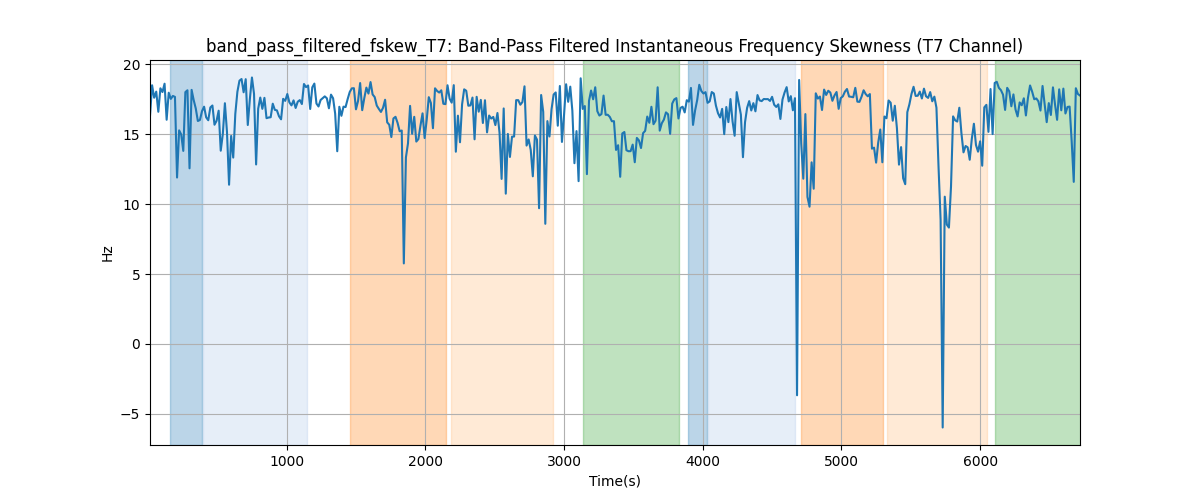 band_pass_filtered_fskew_T7: Band-Pass Filtered Instantaneous Frequency Skewness (T7 Channel)
20
15
10
5
0
−5
Hz
1000 2000 3000 4000 5000 6000
Time(s)